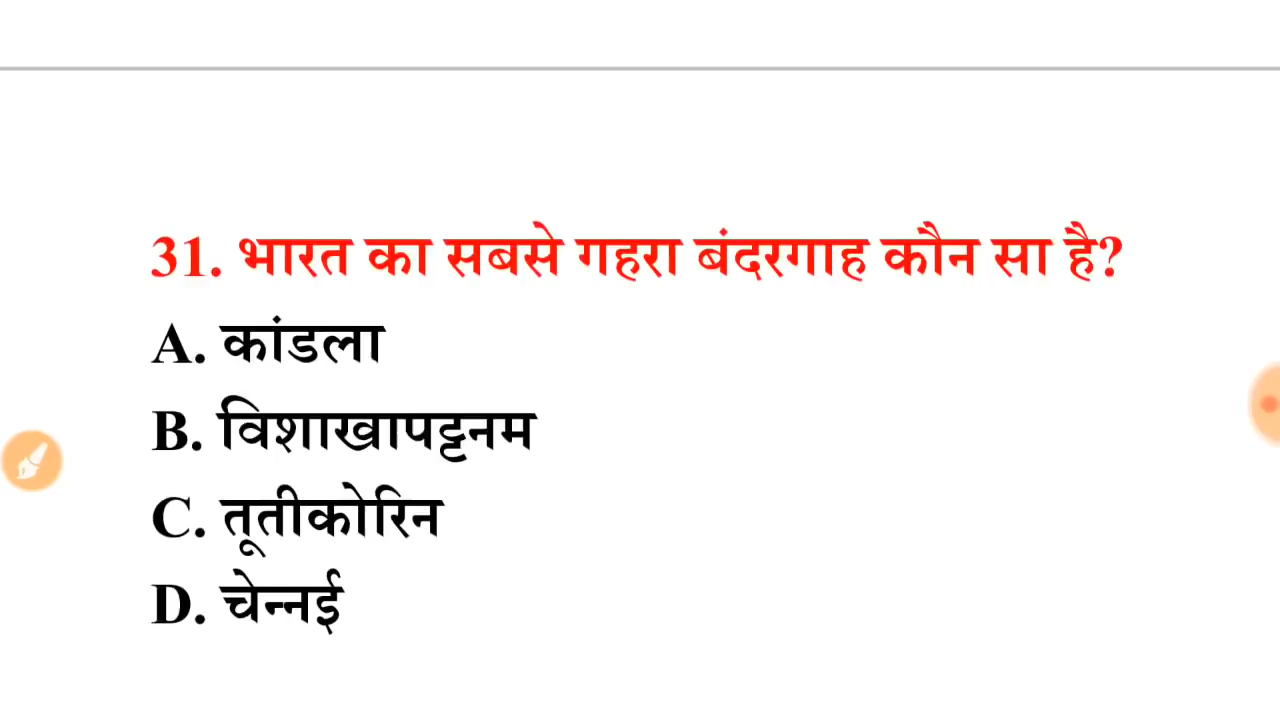 31. भारत का सबसे गहरा बंदरगाह कौन सा है?
A. कांडला
B. विशाखापट्टनम
C. तूतीकोरिन
D. चेन्नई